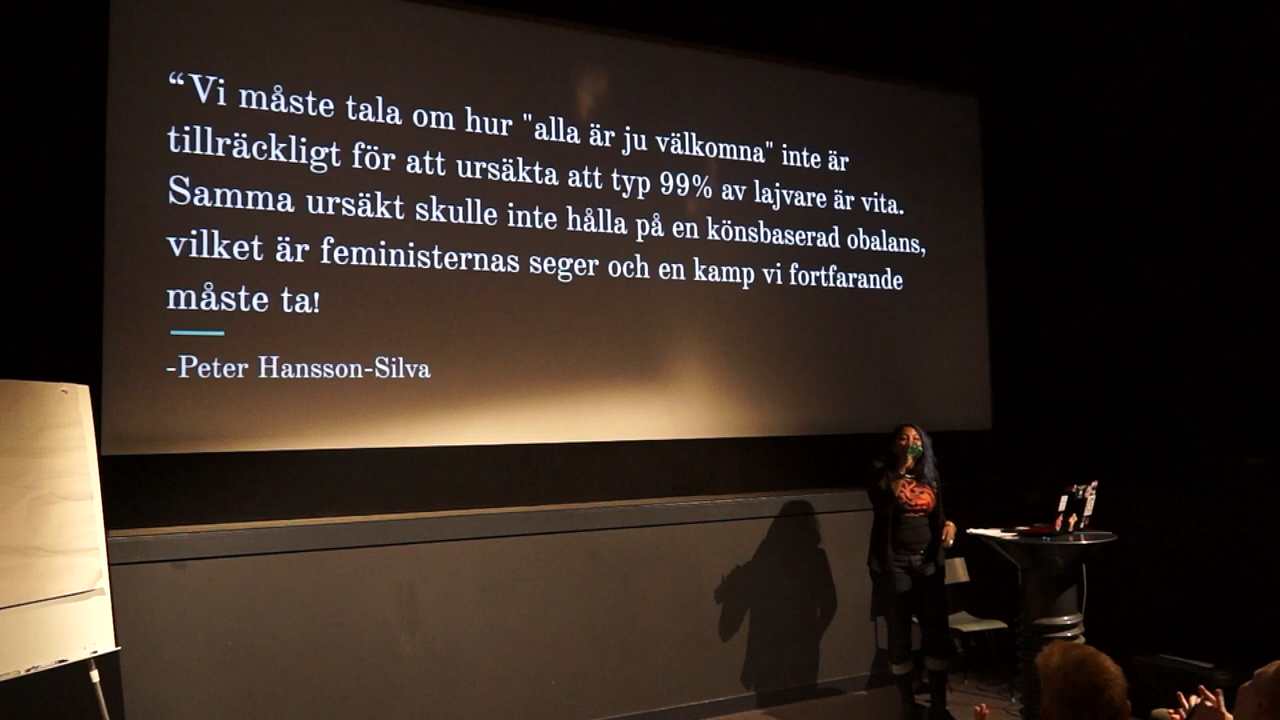 “Vi måste tala om hur "alla är ju välkomna" inte är
tillräckligt för att ursäkta att typ 99% av lajvare är vita.
Samma ursäkt skulle inte hålla på en könsbaserad obalans,
vilket är feministernas seger och en kamp vi fortfarande
måste ta!
-Peter Hansson-Silva